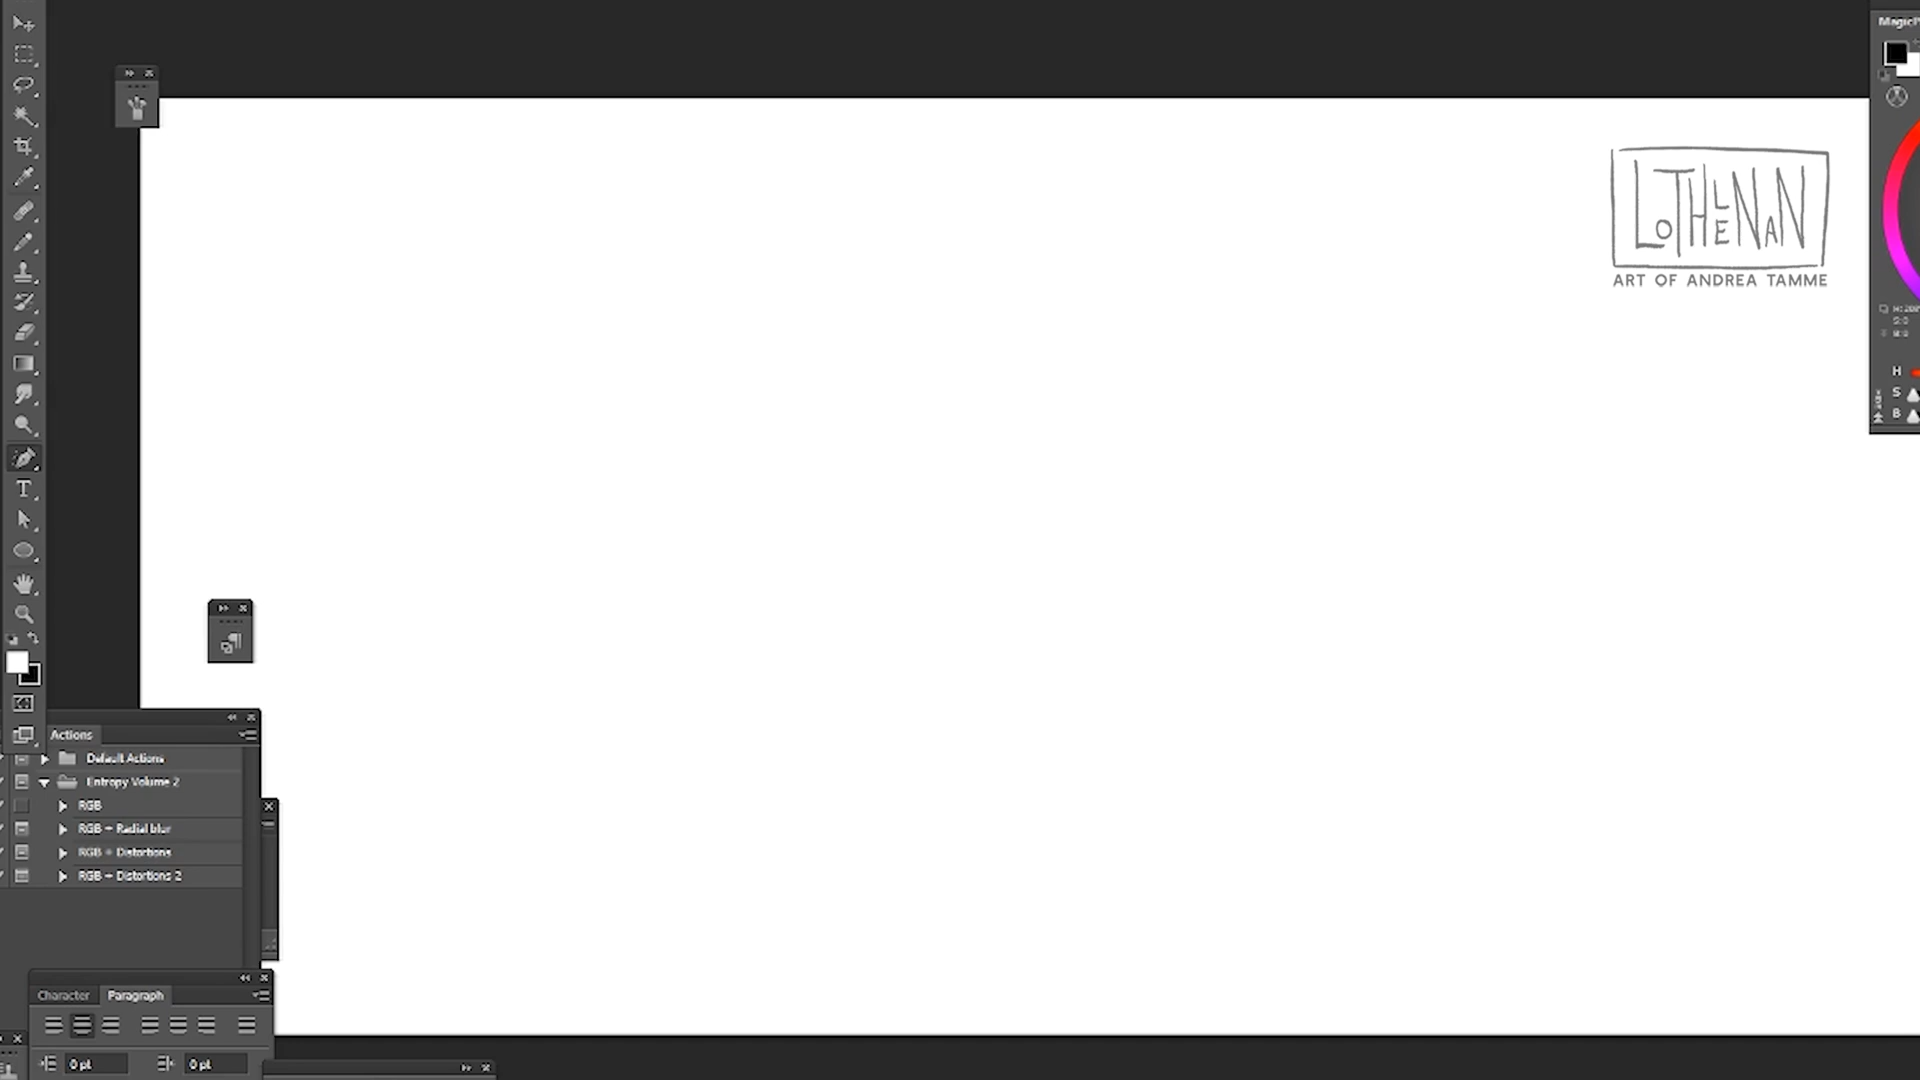 MagicP
LOTHLENAN
ART OF ANDREA TAMME
H
S
B
Actions
Default Actions
Entropy Volume 2
RGB
RGB + Radial blur
RGB + Distortions
RGB + Distortions 2
Character Paragraph
0 pt 0 pt